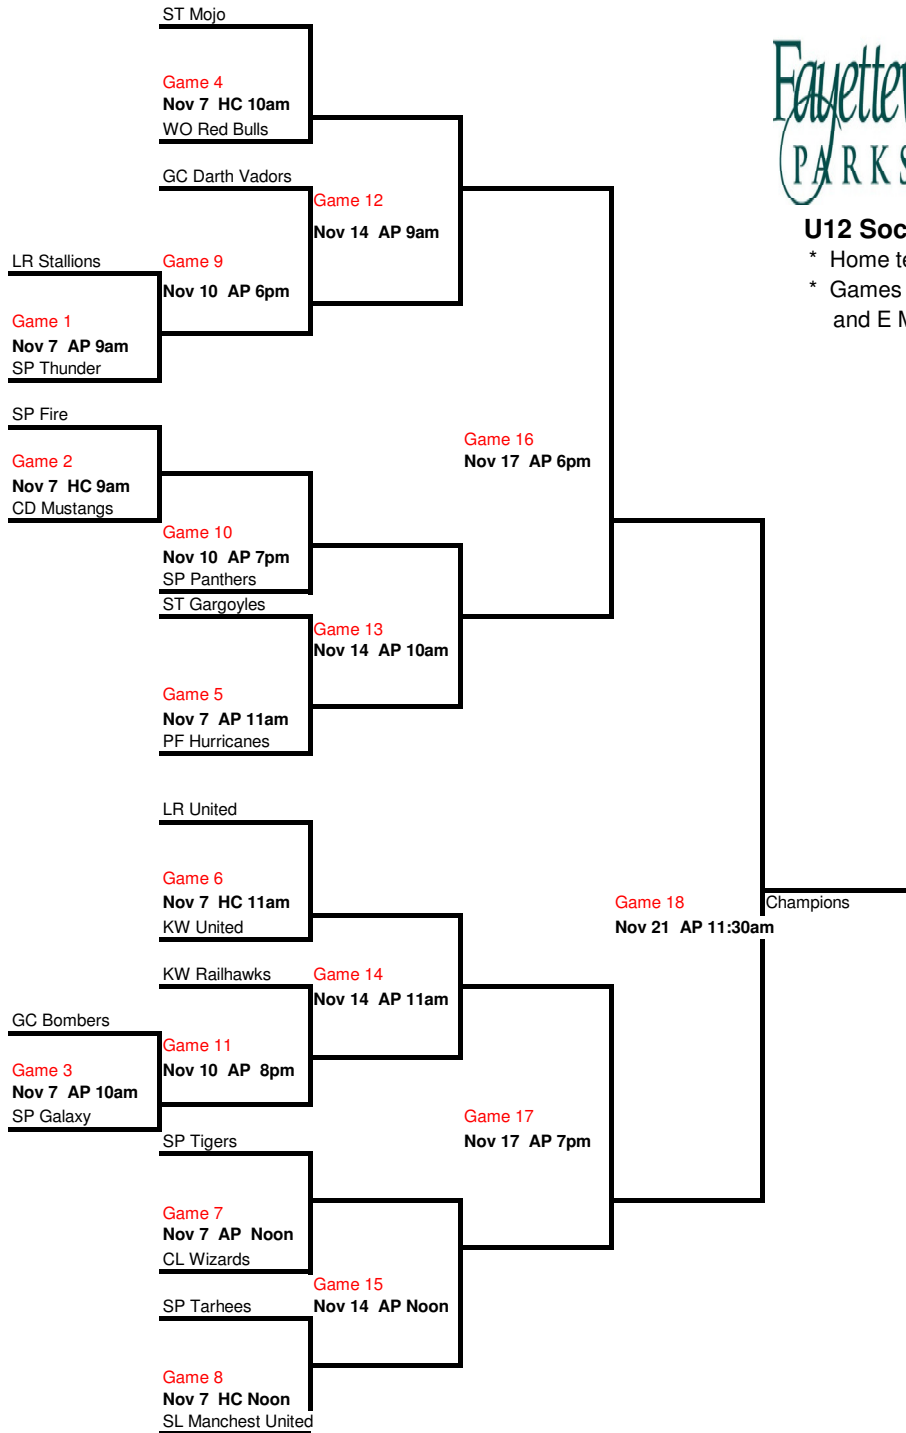 ST Mojo
Game 4
Nov 7 HC 10am
WO Red Bulls
GC Darth Vadors
Game 12
Nov 14 AP 9am
LR Stallions
Game 9
Nov 10 AP 6pm
Game 1
Nov 7 AP 9am
SP Thunder
SP Fire
Game 2
Nov 7 HC 9am
CD Mustangs
Game 16
Nov 17 AP 6pm
Game 10
Nov 10 AP 7pm
SP Panthers
ST Gargoyles
Game 13
Nov 14 AP 10am
Game 5
Nov 7 AP 11am
PF Hurricanes
LR United
Game 6
Nov 7 HC 11am
KW United
KW Railhawks
Game 14
Nov 14 AP 11am
GC Bombers
Game 11
Nov 10 AP 8pm
Game 3
Nov 7 AP 10am
SP Galaxy
Game 17
Nov 17 AP 7pm
SP Tigers
Game 7
Nov 7 AP Noon
CL Wizards
Game 15
Nov 14 AP Noon
SP Tarhees
Game 8
Nov 7 HC Noon
SL Manchest United
Game 18
Nov 21 AP 11:30am
Champions
Fayettev
PARKS
U12 Soc
* Home te
* Games
and E M